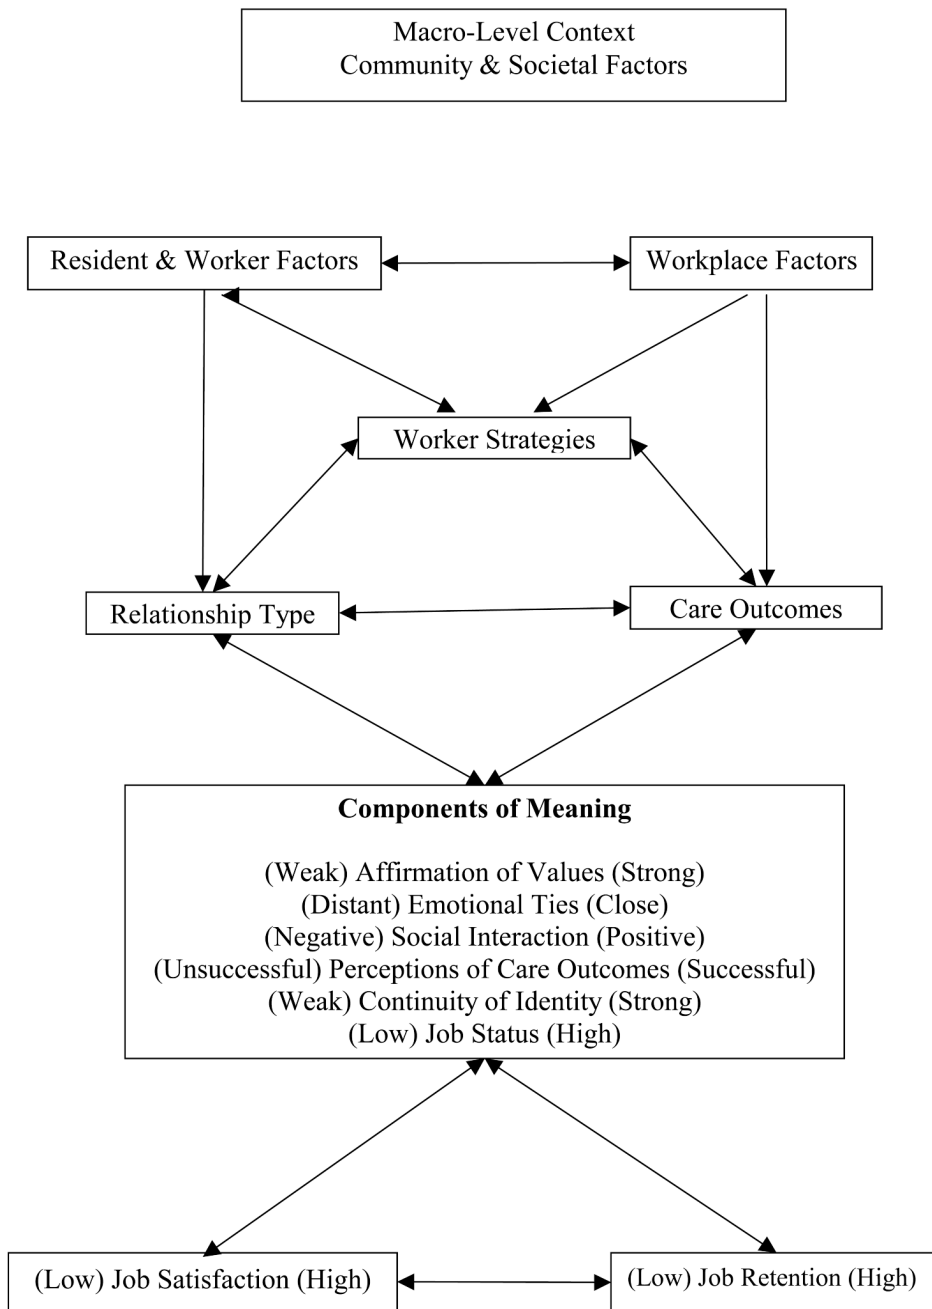 Macro-Level Context
Community & Societal Factors
Resident & Worker Factors
Workplace Factors
Worker Strategies
Relationship Type
Care Outcomes
Components of Meaning
(Weak) Affirmation of Values (Strong)
(Distant) Emotional Ties (Close)
(Negative) Social Interaction (Positive)
(Unsuccessful) Perceptions of Care Outcomes (Successful)
(Weak) Continuity of Identity (Strong)
(Low) Job Status (High)
(Low) Job Satisfaction (High)
(Low) Job Retention (High)